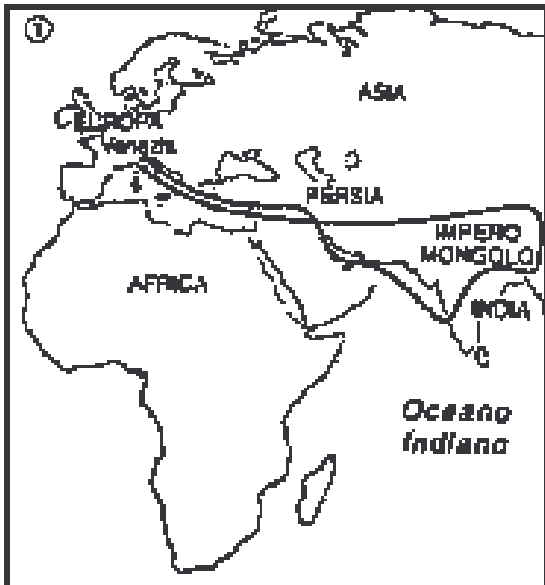 ①
ASIA
EUROPA
Venezia
PERSIA
IMPERO
MONGOLO
AFRICA
INDIA
Oceano
Indiano